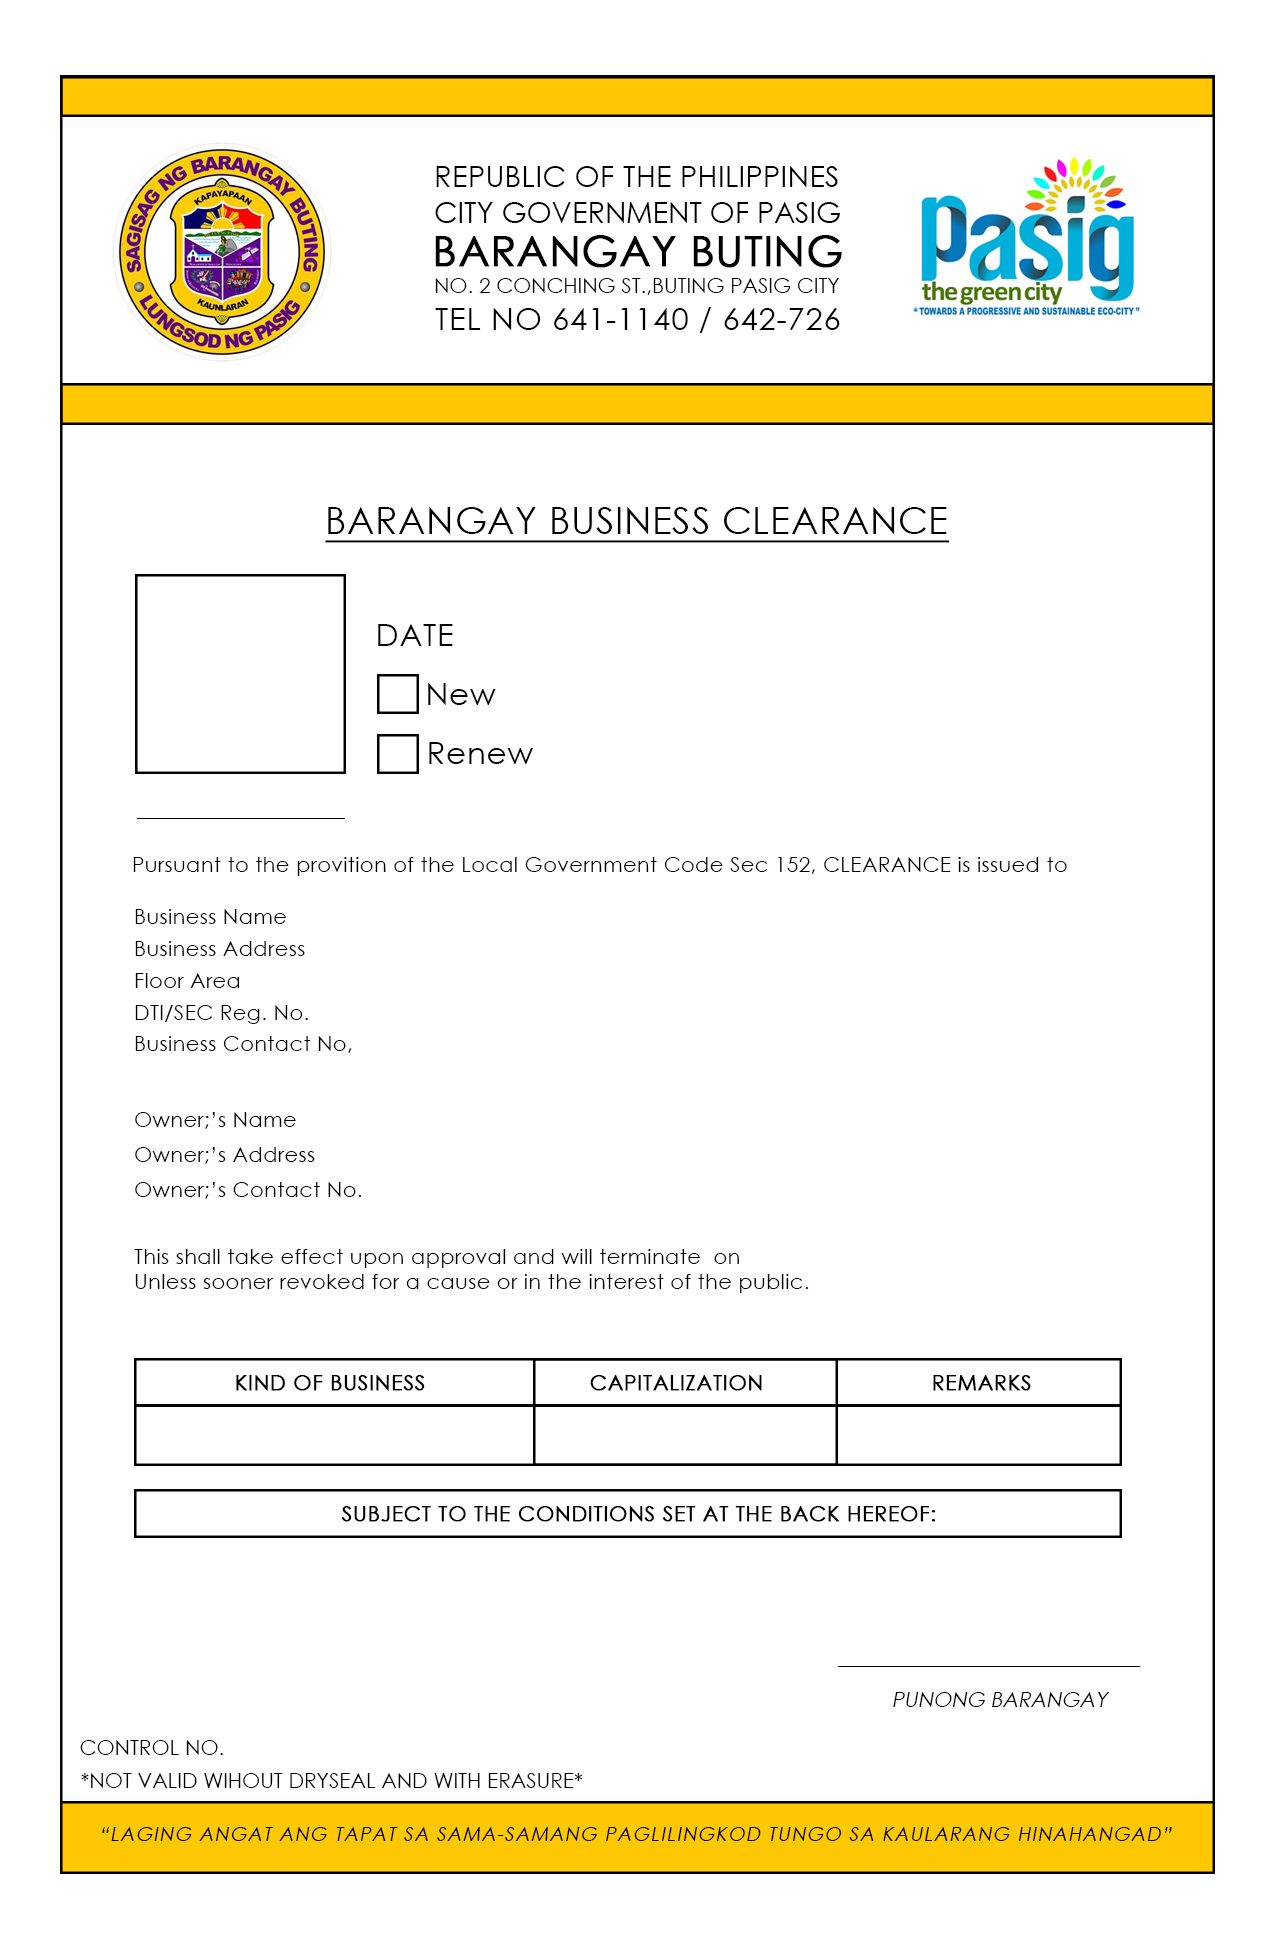 SAGISAG NG BARANGAY BUTING
KAPAYAPAAN
KAUNLARAN
LUNGSOD NG PASIG
REPUBLIC OF THE PHILIPPINES
CITY GOVERNMENT OF PASIG
BARANGAY BUTING
NO. 2 CONCHING ST.,BUTING PASIG CITY
TEL NO 641-1140 / 642-726
Pasig
the green city
“ TOWARDS A PROGRESSIVE AND SUSTAINABLE ECO-CITY ”
BARANGAY BUSINESS CLEARANCE
DATE
New
Renew
Pursuant to the provition of the Local Government Code Sec 152, CLEARANCE is issued to
Business Name
Business Address
Floor Area
DTI/SEC Reg. No.
Business Contact No,
Owner;’s Name
Owner;’s Address
Owner;’s Contact No.
This shall take effect upon approval and will terminate  on
Unless sooner revoked for a cause or in the interest of the public.
KIND OF BUSINESS CAPITALIZATION REMARKS
SUBJECT TO THE CONDITIONS SET AT THE BACK HEREOF:
PUNONG BARANGAY
CONTROL NO.
*NOT VALID WIHOUT DRYSEAL AND WITH ERASURE*
“LAGING ANGAT ANG TAPAT SA SAMA-SAMANG PAGLILINGKOD TUNGO SA KAULARANG HINAHANGAD”